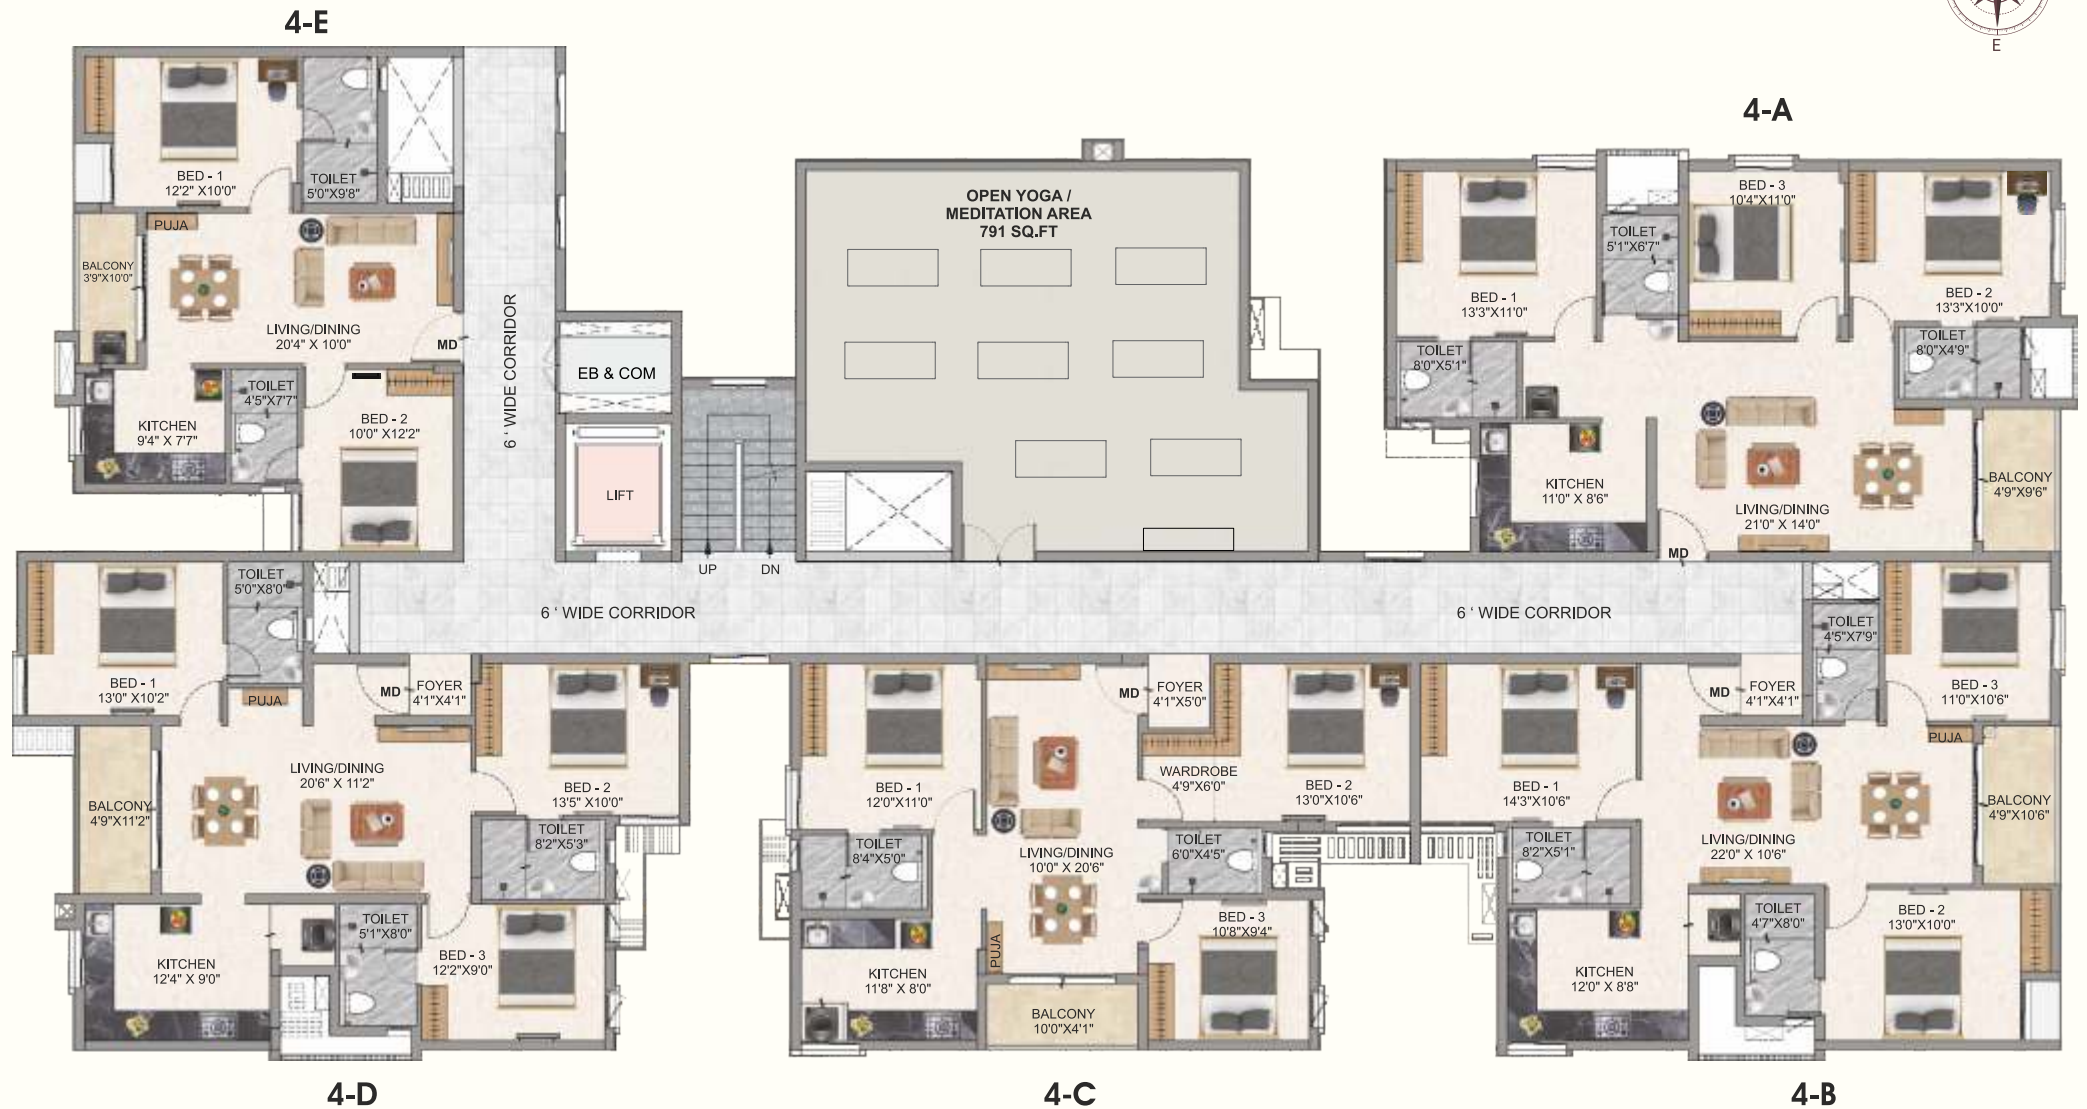 4-E
BED - 1
12'2" X10'0"
TOILET
5'0"X9'8"
PUJA
BALCONY
3'9"X10'0"
LIVING/DINING
20'4" X 10'0"
MD
KITCHEN
9'4" X 7'7"
TOILET
4'5"X7'7"
BED - 2
10'0" X12'2"
6 ' WIDE CORRIDOR
EB & COM
LIFT
UP
DN
OPEN YOGA /
MEDITATION AREA
791 SQ.FT
E
4-A
BED - 1
13'3"X11'0"
TOILET
5'1"X6'7"
BED - 3
10'4"X11'0"
BED - 2
13'3"X10'0"
TOILET
8'0"X5'1"
TOILET
8'0"X4'9"
KITCHEN
11'0" X 8'6"
LIVING/DINING
21'0" X 14'0"
BALCONY
4'9"X9'6"
MD
6 ' WIDE CORRIDOR
6 ' WIDE CORRIDOR
TOILET
5'0"X8'0"
BED - 1
13'0" X10'2"
PUJA
MD
FOYER
4'1"X4'1"
LIVING/DINING
20'6" X 11'2"
BED - 2
13'5" X10'0"
BALCONY
4'9"X11'2"
TOILET
8'2"X5'3"
KITCHEN
12'4" X 9'0"
TOILET
5'1"X8'0"
BED - 3
12'2"X9'0"
4-D
BED - 1
12'0"X11'0"
MD
FOYER
4'1"X5'0"
WARDROBE
4'9"X6'0"
BED - 2
13'0"X10'6"
TOILET
8'4"X5'0"
LIVING/DINING
10'0" X 20'6"
TOILET
6'0"X4'5"
PUJA
BED - 3
10'8"X9'4"
KITCHEN
11'8" X 8'0"
BALCONY
10'0"X4'1"
4-C
TOILET
4'5"X7'9"
BED - 3
11'0"X10'6"
MD
FOYER
4'1"X4'1"
PUJA
BED - 1
14'3"X10'6"
BALCONY
4'9"X10'6"
TOILET
8'2"X5'1"
LIVING/DINING
22'0" X 10'6"
TOILET
4'7"X8'0"
BED - 2
13'0"X10'0"
KITCHEN
12'0" X 8'8"
4-B